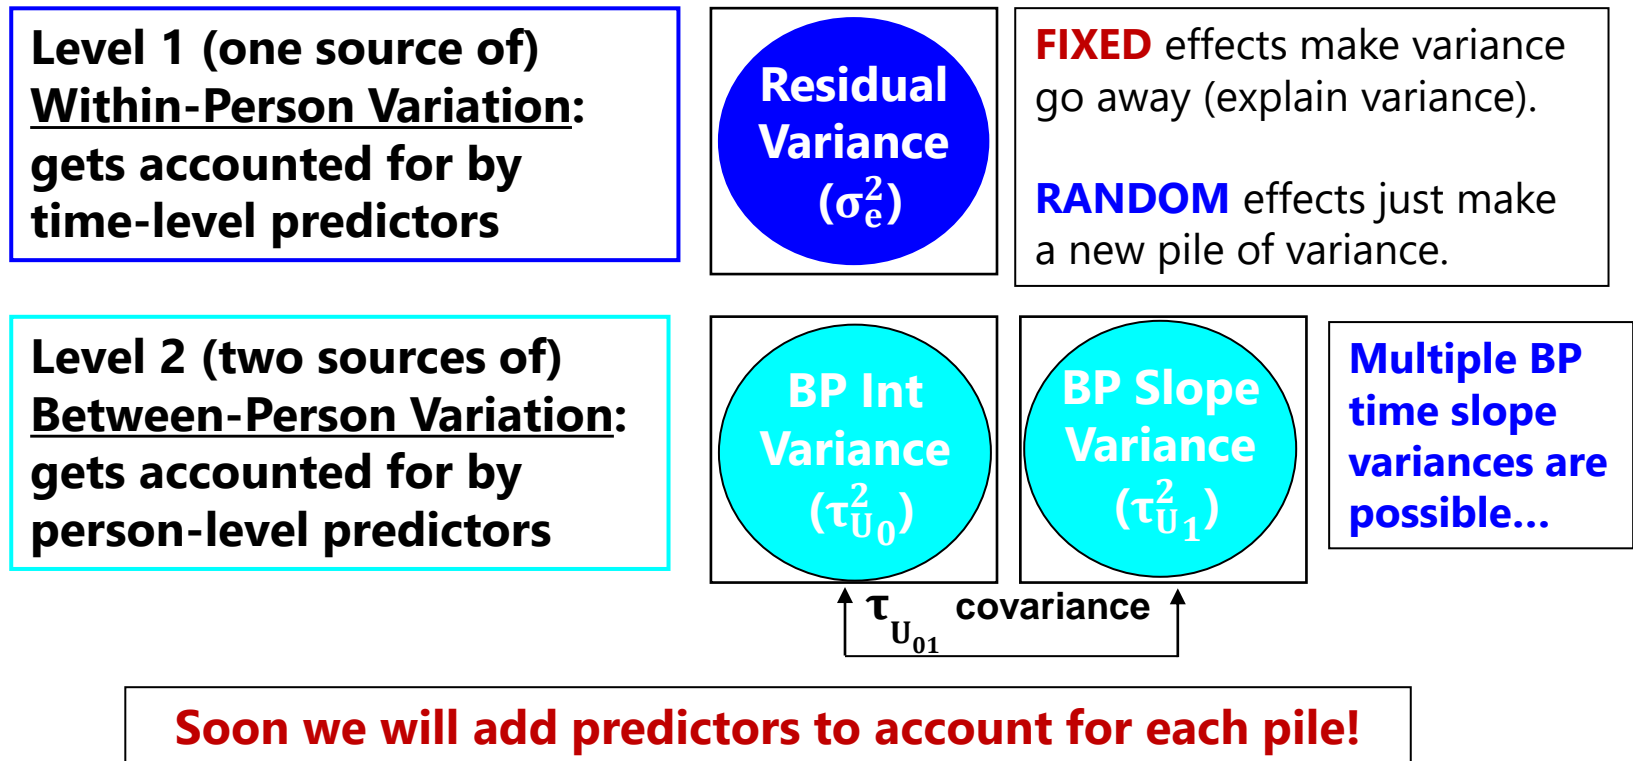 Level 1 (one source of)
Within-Person Variation:
gets accounted for by
time-level predictors
Residual
Variance
(σ²ₑ)
FIXED effects make variance
go away (explain variance).
RANDOM effects just make
a new pile of variance.
Level 2 (two sources of)
Between-Person Variation:
gets accounted for by
person-level predictors
BP Int
Variance
(τ²U₀)
BP Slope
Variance
(τ²U₁)
Multiple BP
time slope
variances are
possible…
τU₀₁ covariance
Soon we will add predictors to account for each pile!